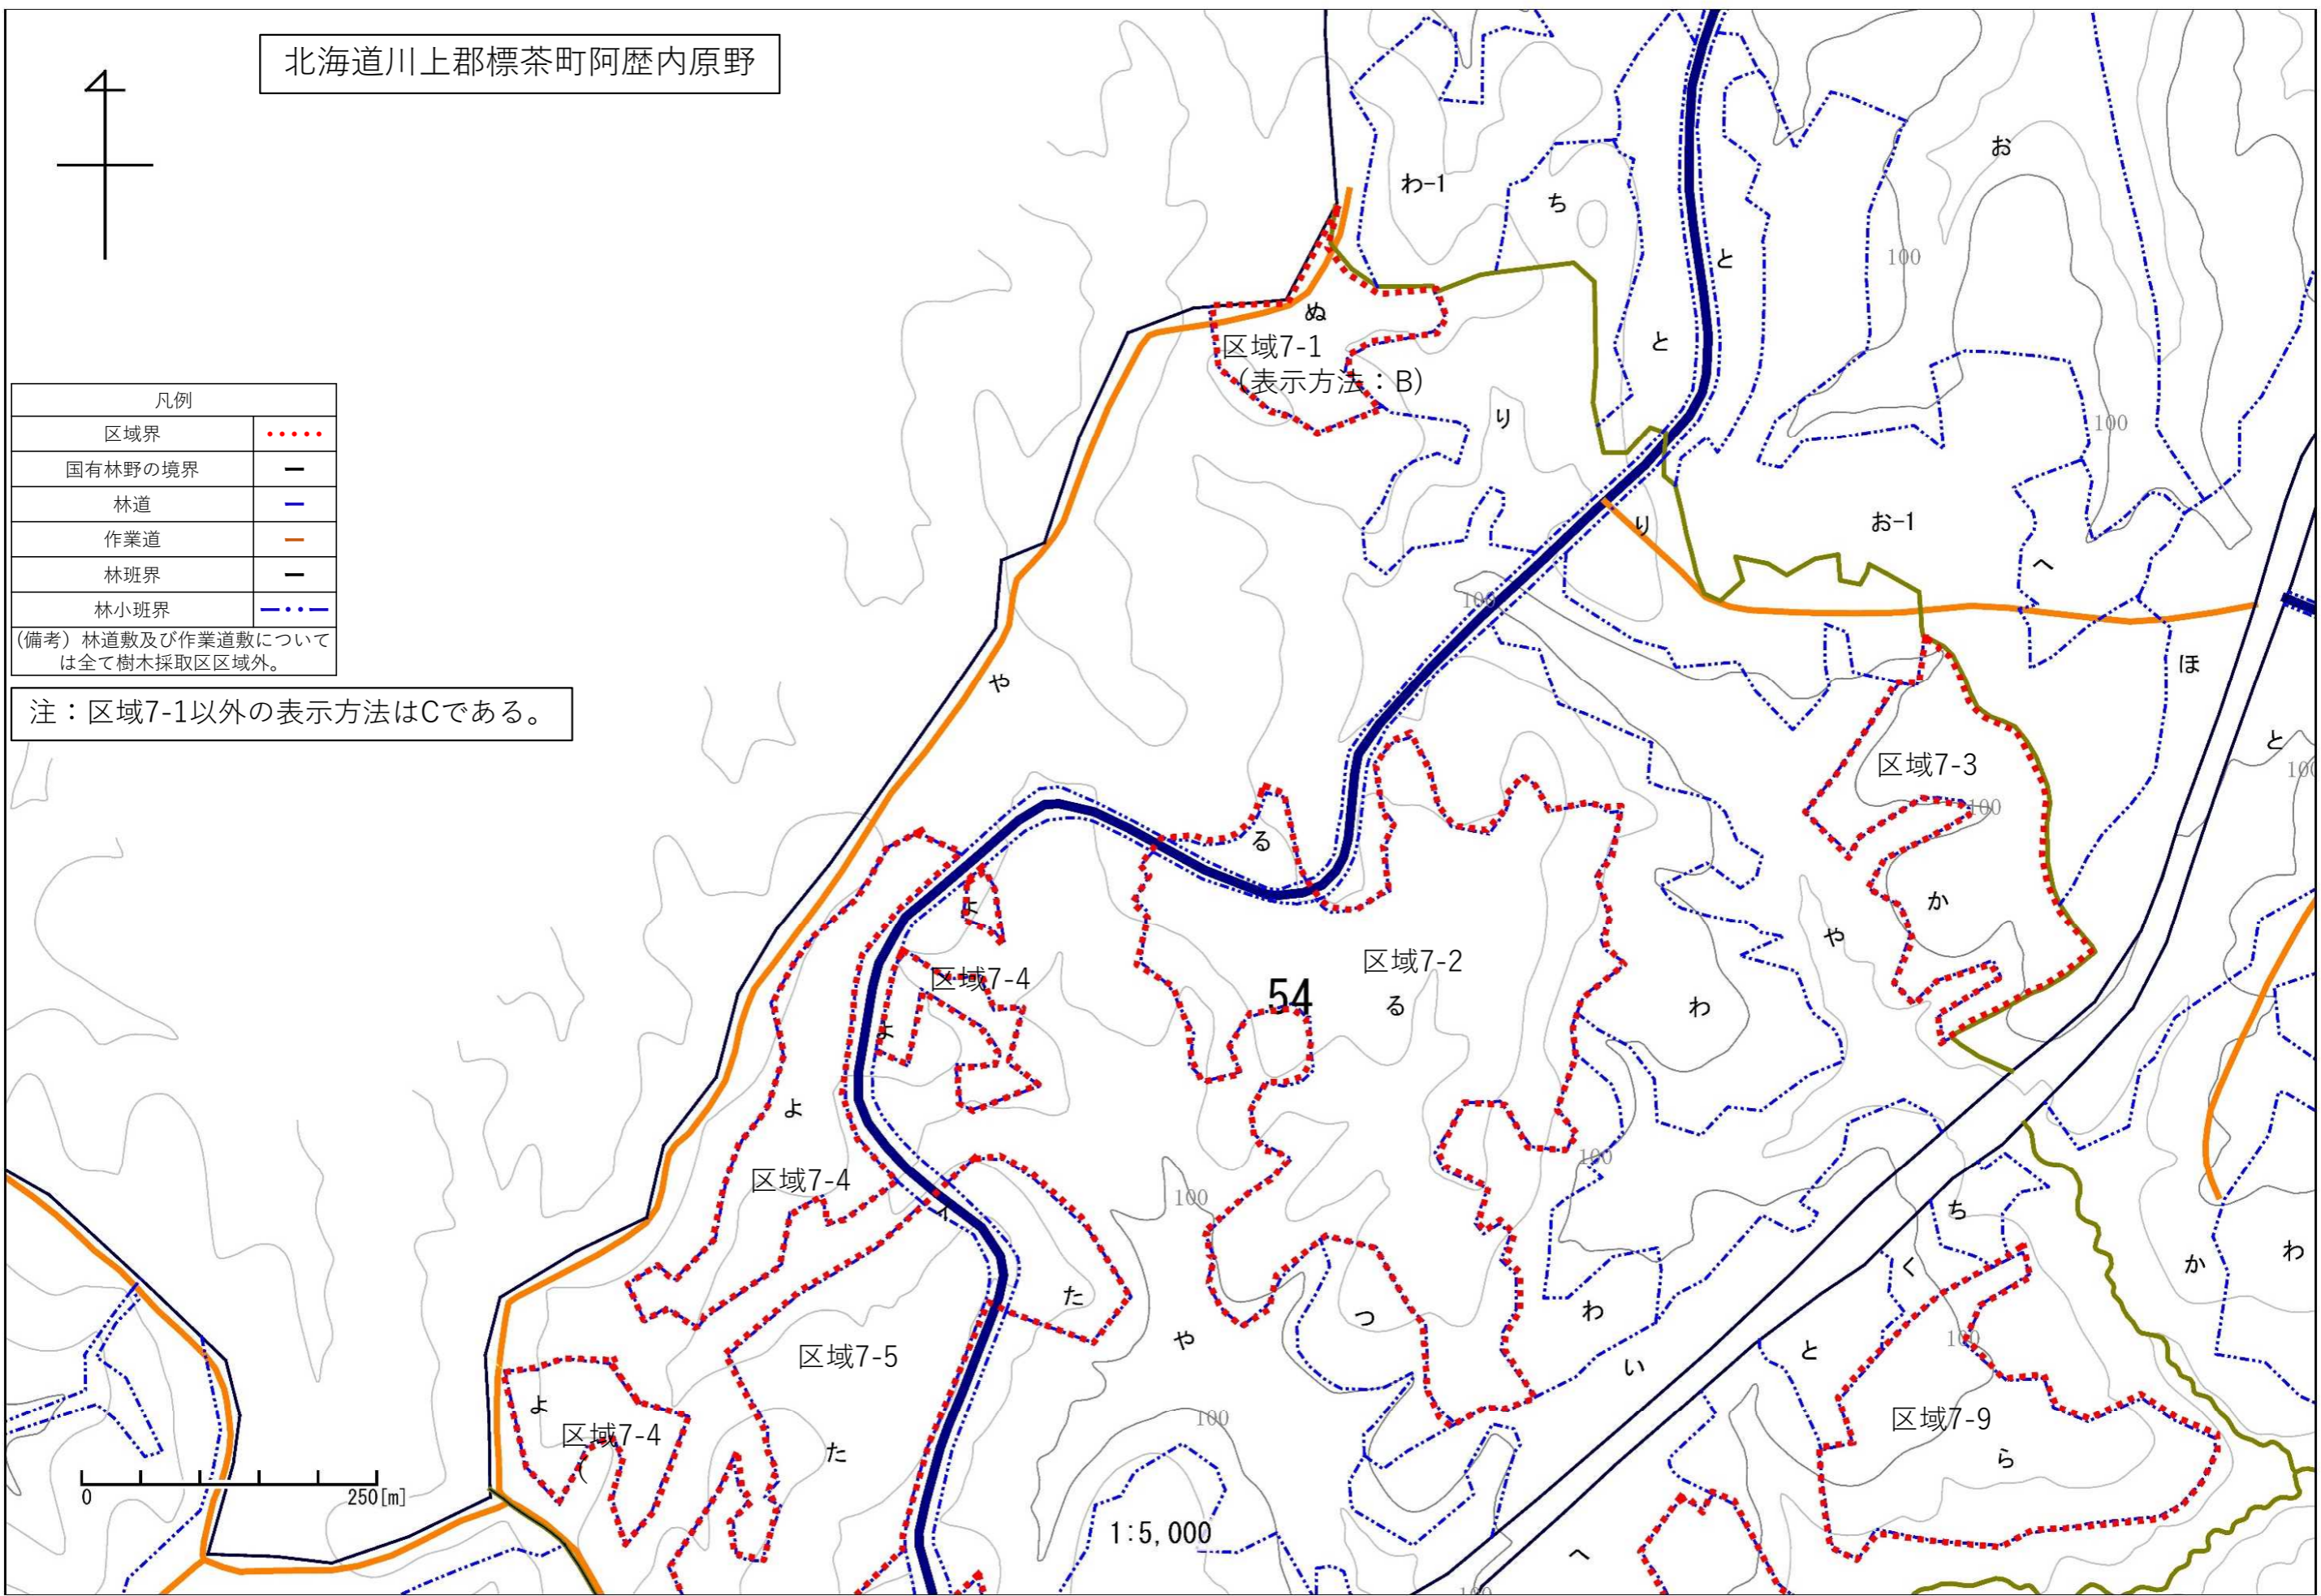 北海道川上郡標茶町阿歴内原野
凡例
区域界
国有林野の境界
林道
作業道
林班界
林小班界
(備考) 林道敷及び作業道敷について
は全て樹木採取区区域外。
注：区域7-1以外の表示方法はCである。
わ-1
ち
お
と
100
ぬ
区域7-1
（表示方法：B）
と
り
100
り
お-1
へ
100
ほ
や
と
区域7-3
100
100
る
か
よ
や
区域7-2
区域7-4
54
る
わ
よ
よ
100
区域7-4
100
イ
ち
か
わ
く
た
つ
わ
や
と
100
い
区域7-5
よ
区域7-4
(
た
100
区域7-9
ら
0
250[m]
1:5,000
へ
100